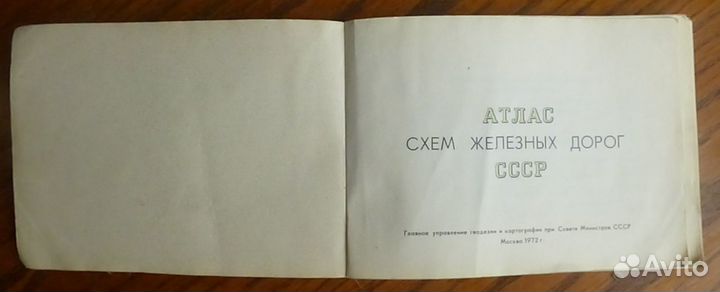 АТЛАС
СХЕМ ЖЕЛЕЗНЫХ ДОРОГ
СССР
Главное управление геодезии и картографии при Совете Министров СССР
Москва 1972 г
Avito